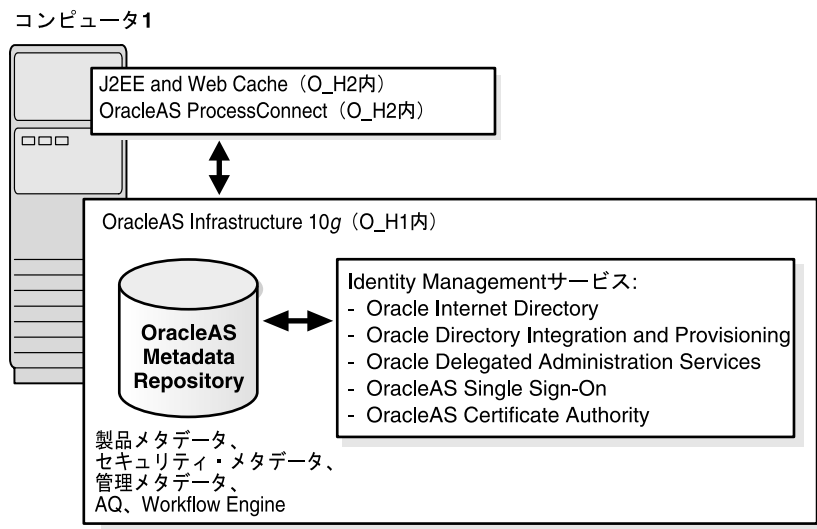 コンピュータ1
J2EE and Web Cache（O_H2内）
OracleAS ProcessConnect（O_H2内）
OracleAS Infrastructure 10g（O_H1内）
OracleAS
Metadata
Repository
製品メタデータ、
セキュリティ・メタデータ、
管理メタデータ、
AQ、Workflow Engine
Identity Managementサービス:
- Oracle Internet Directory
- Oracle Directory Integration and Provisioning
- Oracle Delegated Administration Services
- OracleAS Single Sign-On
- OracleAS Certificate Authority